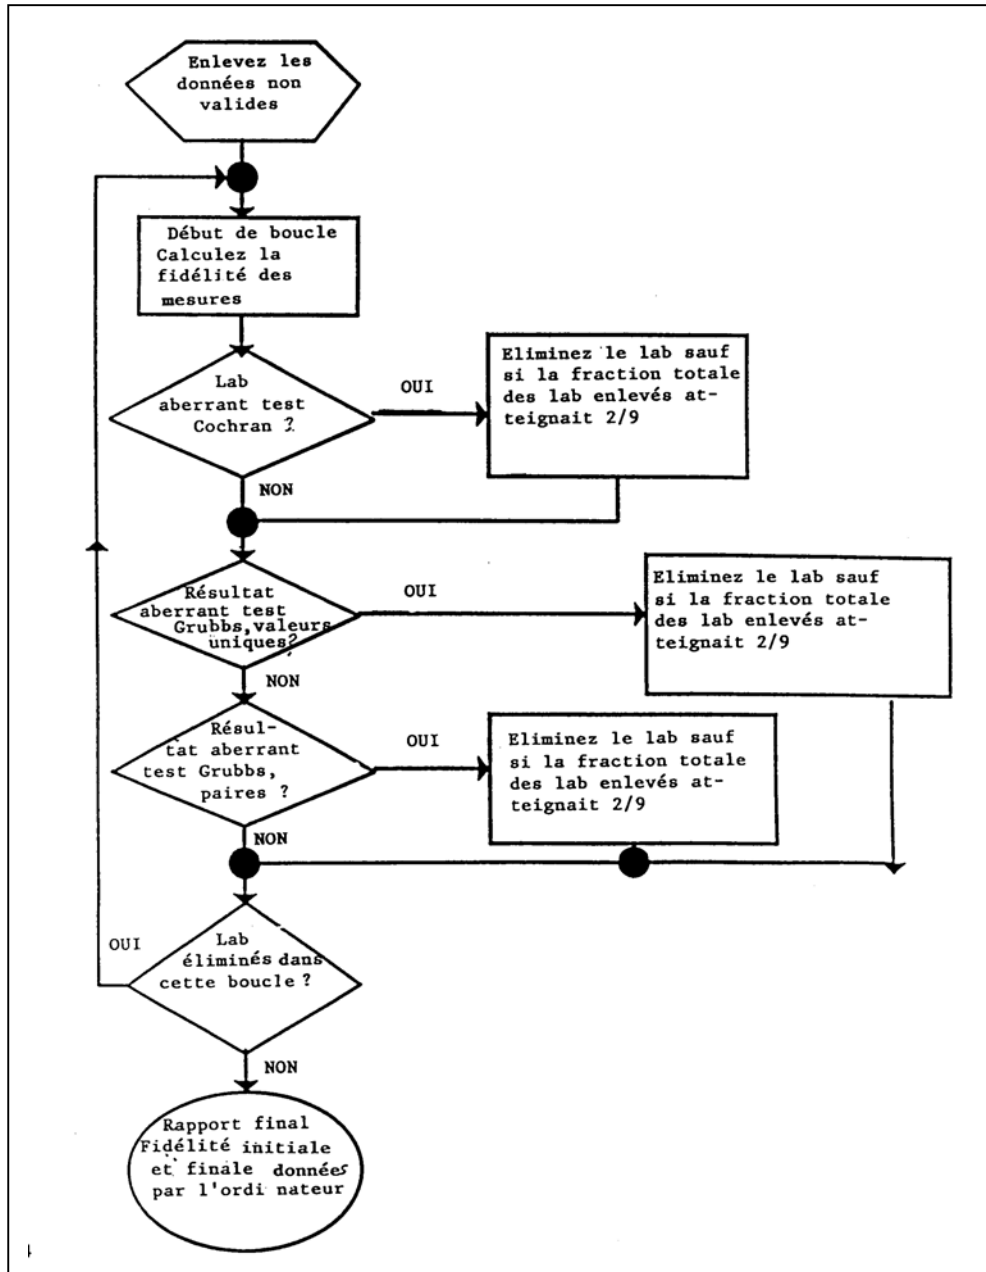 Enlevez les
données non
valides
Début de boucle
Calculez la
fidélité des
mesures
Lab
aberrant test
Cochran ?
OUI
Eliminez le lab sauf
si la fraction totale
des lab enlevés at-
teignait 2/9
NON
Résultat
aberrant test
Grubbs, valeurs
uniques?
OUI
Eliminez le lab sauf
si la fraction totale
des lab enlevés at-
teignait 2/9
NON
Résul-
tat aberrant
test Grubbs,
paires ?
OUI
Eliminez le lab sauf
si la fraction totale
des lab enlevés at-
teignait 2/9
NON
Lab
éliminés dans
cette boucle ?
OUI
NON
Rapport final
Fidélité initiale
et finale données
par l'ordi nateur